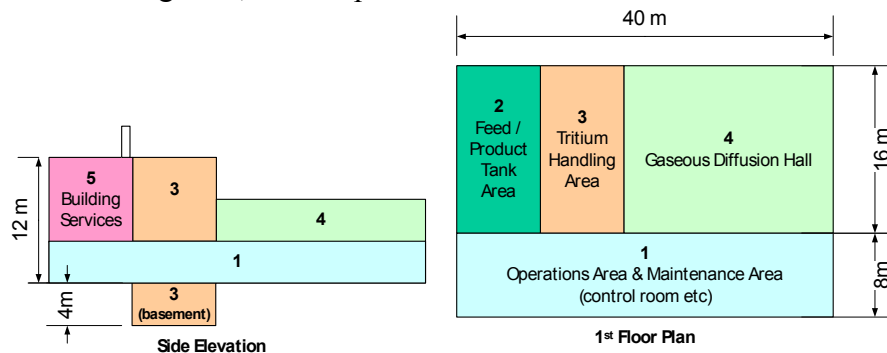 40 m
2
Feed /
Product
Tank
Area
3
Tritium
Handling
Area
4
Gaseous Diffusion Hall
16 m
1
Operations Area & Maintenance Area
(control room etc)
8m
1st Floor Plan
5
Building
Services
3
4
12 m
1
4m
3
(basement)
Side Elevation